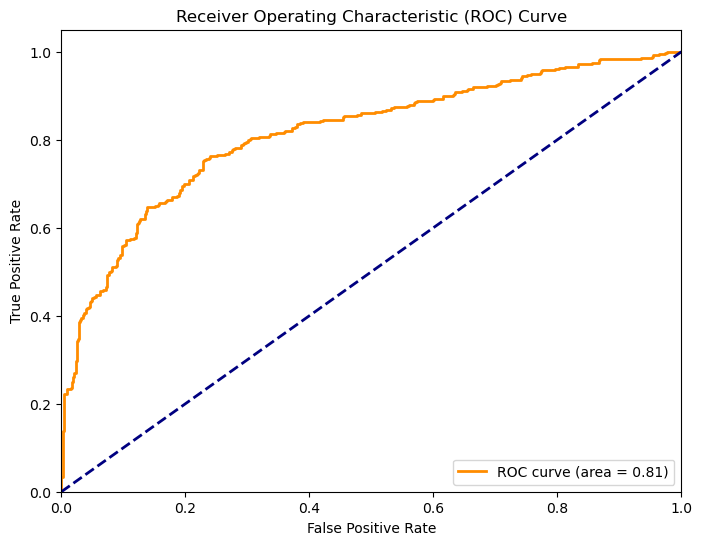 Receiver Operating Characteristic (ROC) Curve
1.0
0.8
0.6
0.4
0.2
0.0
True Positive Rate
ROC curve (area = 0.81)
0.0 0.2 0.4 0.6 0.8 1.0
False Positive Rate